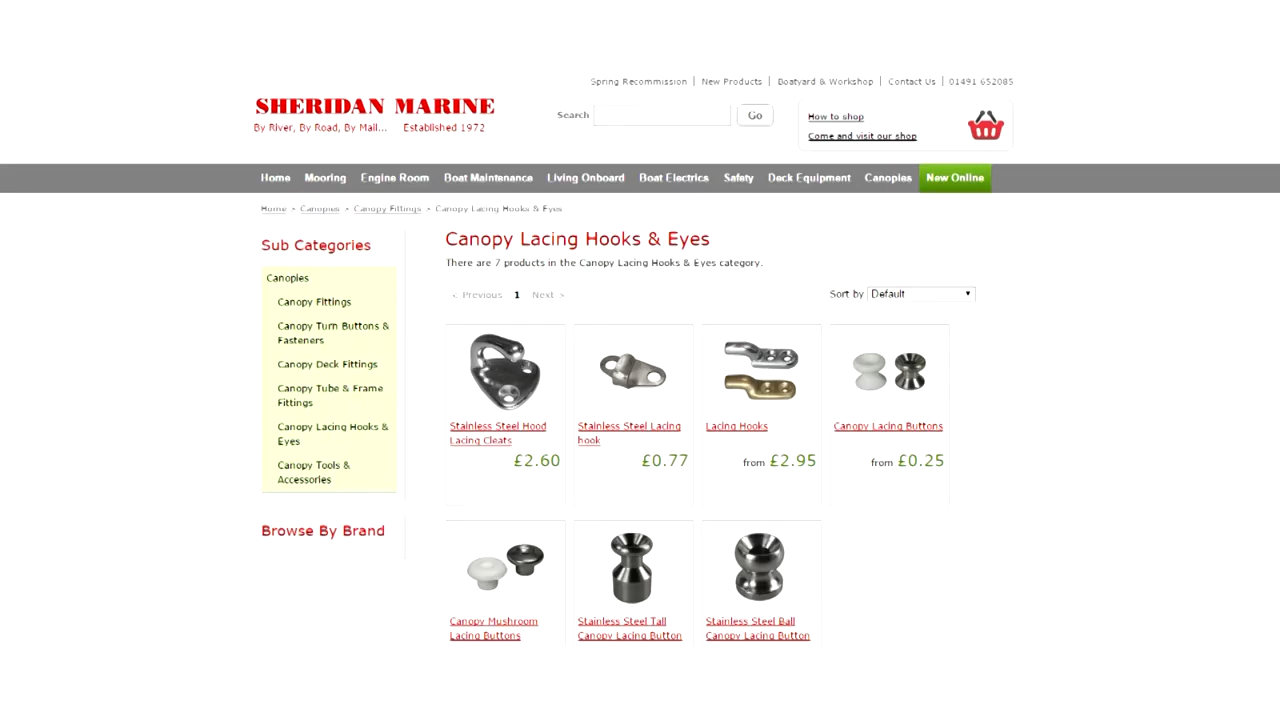 Spring Recommission | New Products | Boatyard & Workshop | Contact Us | 01491 652085
SHERIDAN MARINE
By River, By Road, By Mail... Established 1972
Search Go
How to shop
Come and visit our shop
Home Mooring Engine Room Boat Maintenance Living Onboard Boat Electrics Safety Deck Equipment Canopies New Online
Home > Canopies > Canopy Fittings > Canopy Lacing Hooks & Eyes
Sub Categories
Canopies
Canopy Fittings
Canopy Turn Buttons &
Fasteners
Canopy Deck Fittings
Canopy Tube & Frame
Fittings
Canopy Lacing Hooks &
Eyes
Canopy Tools &
Accessories
Browse By Brand
Canopy Lacing Hooks & Eyes
There are 7 products in the Canopy Lacing Hooks & Eyes category.
< Previous 1 Next >
Sort by Default
Stainless Steel Hood
Lacing Cleats
£2.60
Stainless Steel Lacing
hook
£0.77
Lacing Hooks
from £2.95
Canopy Lacing Buttons
from £0.25
Canopy Mushroom
Lacing Buttons
Stainless Steel Tall
Canopy Lacing Button
Stainless Steel Ball
Canopy Lacing Button